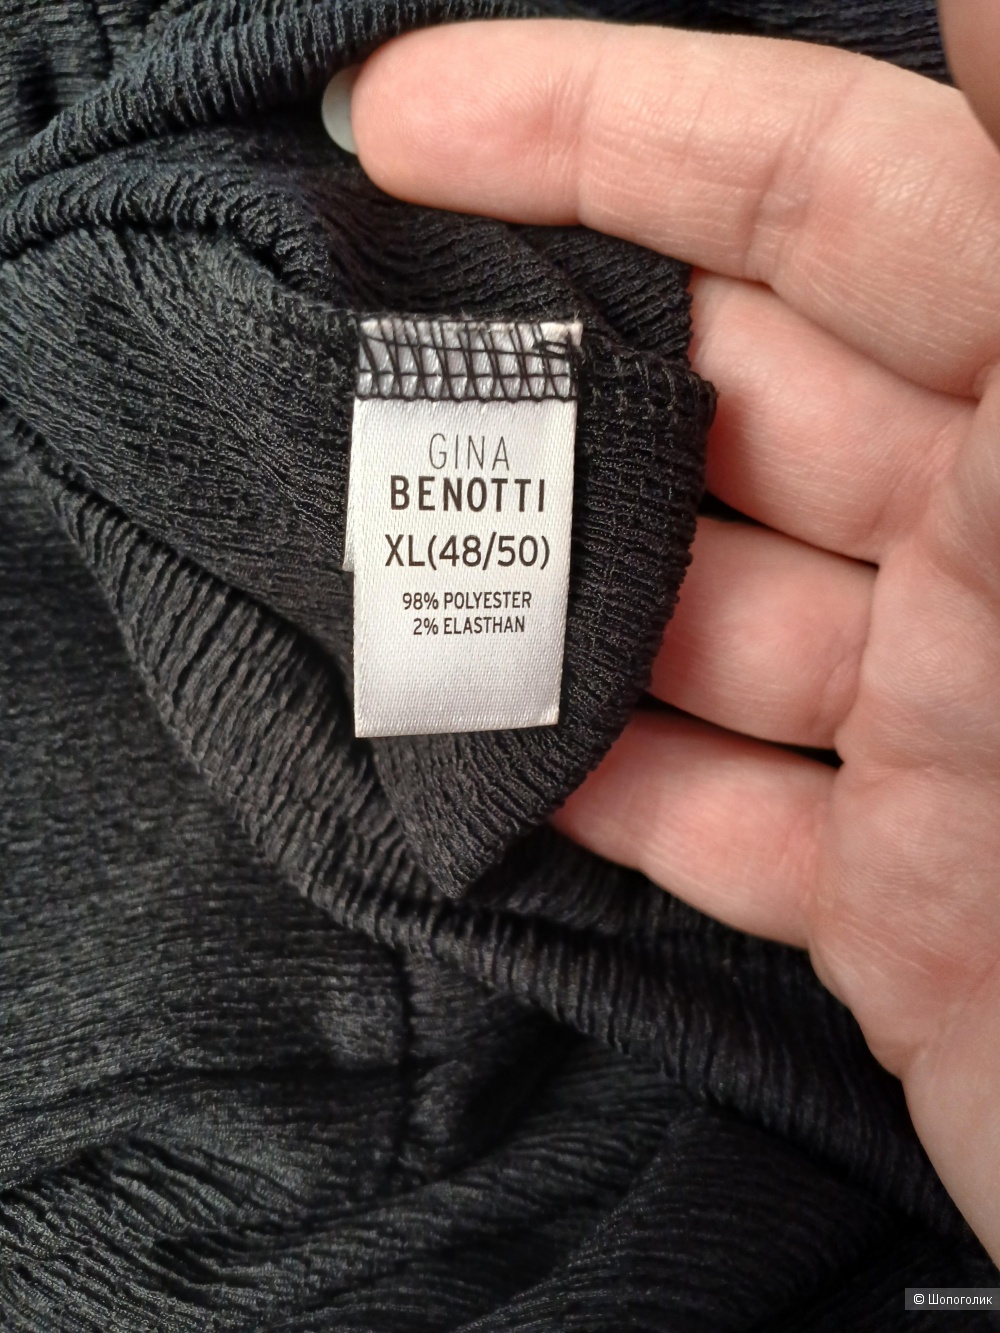 GINA
BENOTTI
XL(48/50)
98% POLYESTER
2% ELASTHAN
© Шопоголик